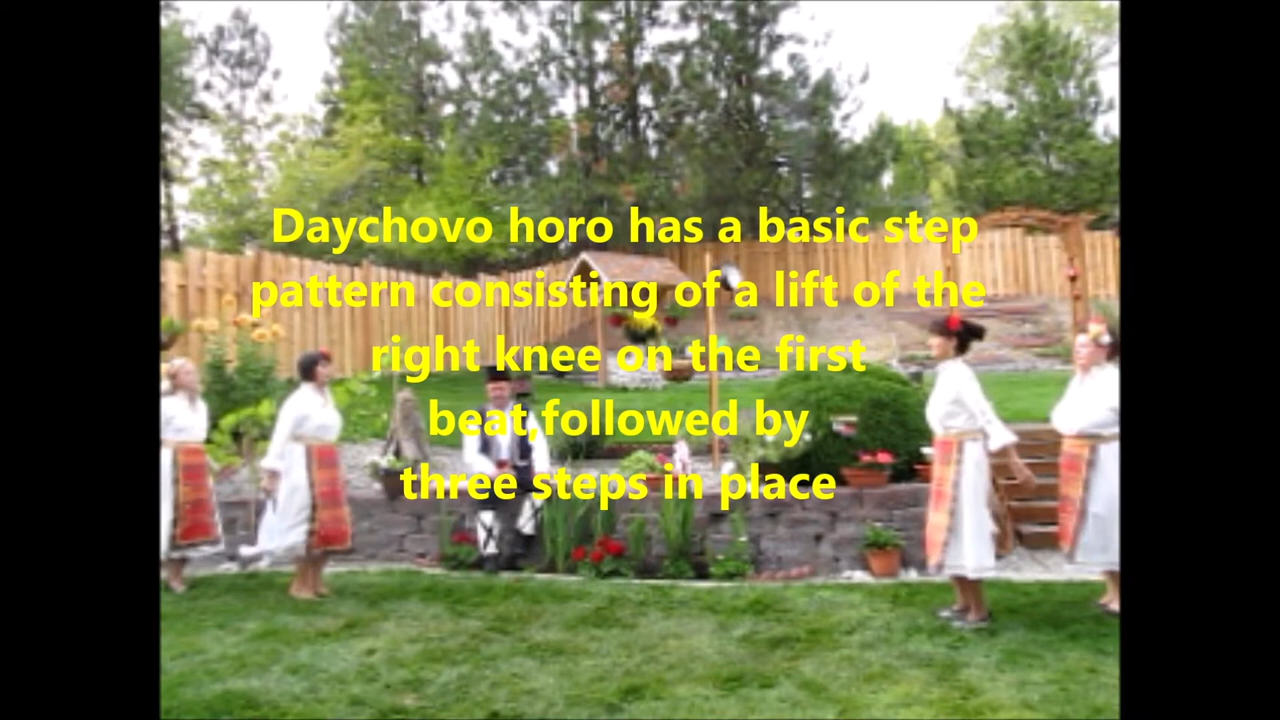 Daychovo horo has a basic step
pattern consisting of a lift of the
right knee on the first
beat,followed by
three steps in place